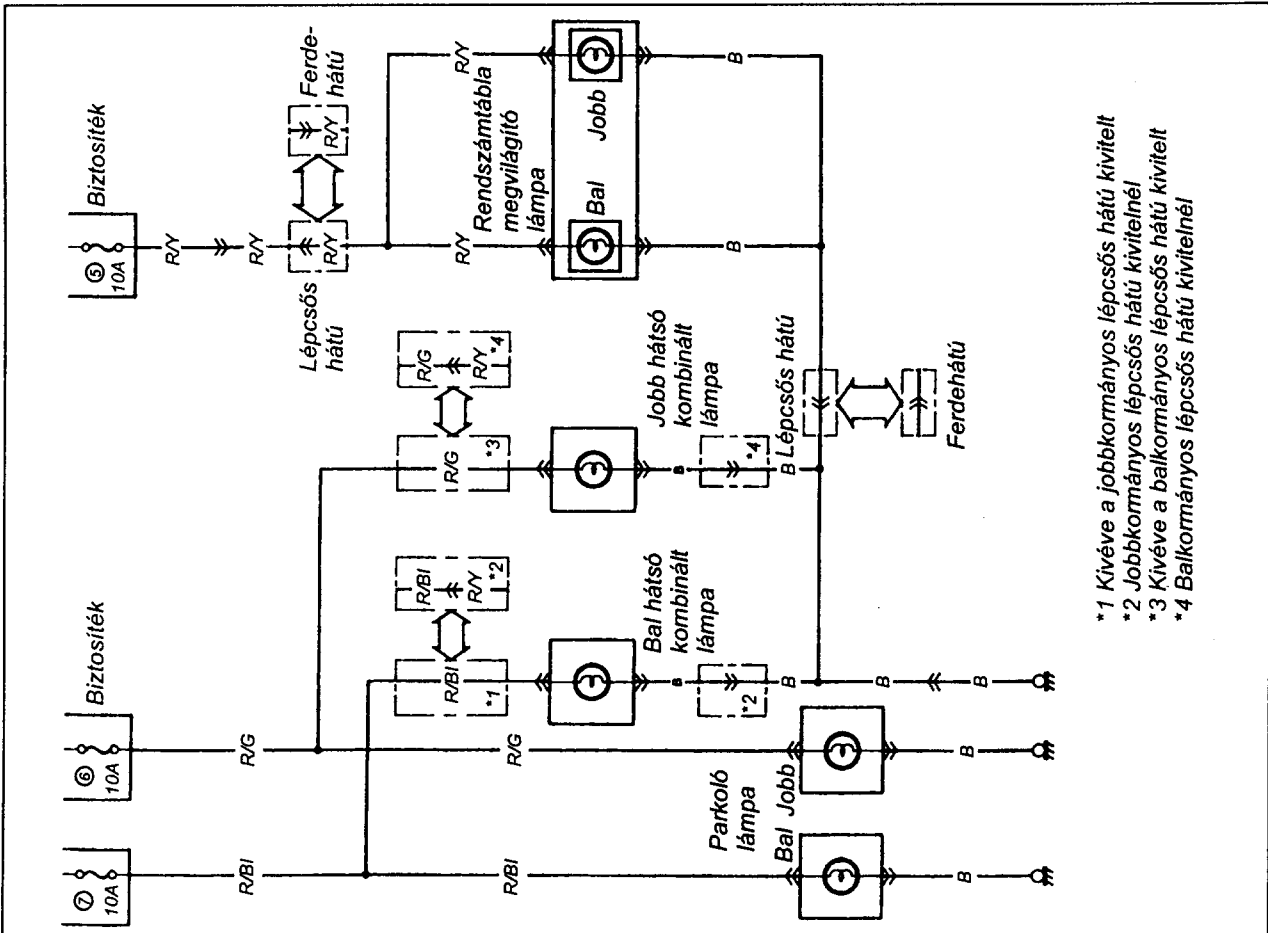 Biztosíték
⑤
10A
R/Y
R/Y
R/Y
Lépcsős
hátú
R/Y
Ferde-
hátú
R/Y
R/Y
Rendszámtábla
megvilágító
lámpa
Bal
Jobb
B
B
Biztosíték
⑥
10A
R/G
R/G
R/G
*3
R/G
R/Y
*4
Jobb hátsó
kombinált
lámpa
B
*4
B
Lépcsős hátú
Ferdehátú
⑦
10A
R/Bl
R/Bl
R/Bl
*1
R/Bl
R/Y
*2
Bal hátsó
kombinált
lámpa
B
*2
B
B
B
Parkoló
lámpa
Bal
Jobb
B
B
*1 Kivéve a jobbkormányos lépcsős hátú kivitelt
*2 Jobbkormányos lépcsős hátú kivitelnél
*3 Kivéve a balkormányos lépcsős hátú kivitelt
*4 Balkormányos lépcsős hátú kivitelnél